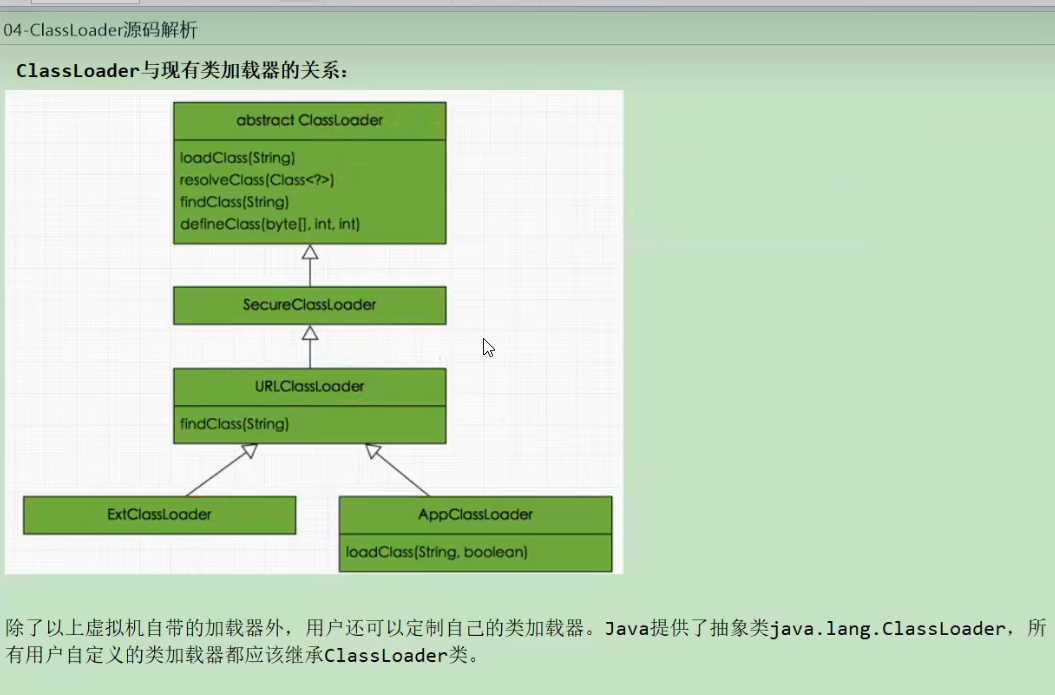 04-ClassLoader源码解析
ClassLoader与现有类加载器的关系:
abstract ClassLoader
loadClass(String)
resolveClass(Class<?>)
findClass(String)
defineClass(byte[], int, int)
SecureClassLoader
URLClassLoader
findClass(String)
ExtClassLoader
AppClassLoader
loadClass(String, boolean)
除了以上虚拟机自带的加载器外，用户还可以定制自己的类加载器。Java提供了抽象类java.lang.ClassLoader，所
有用户自定义的类加载器都应该继承ClassLoader类。